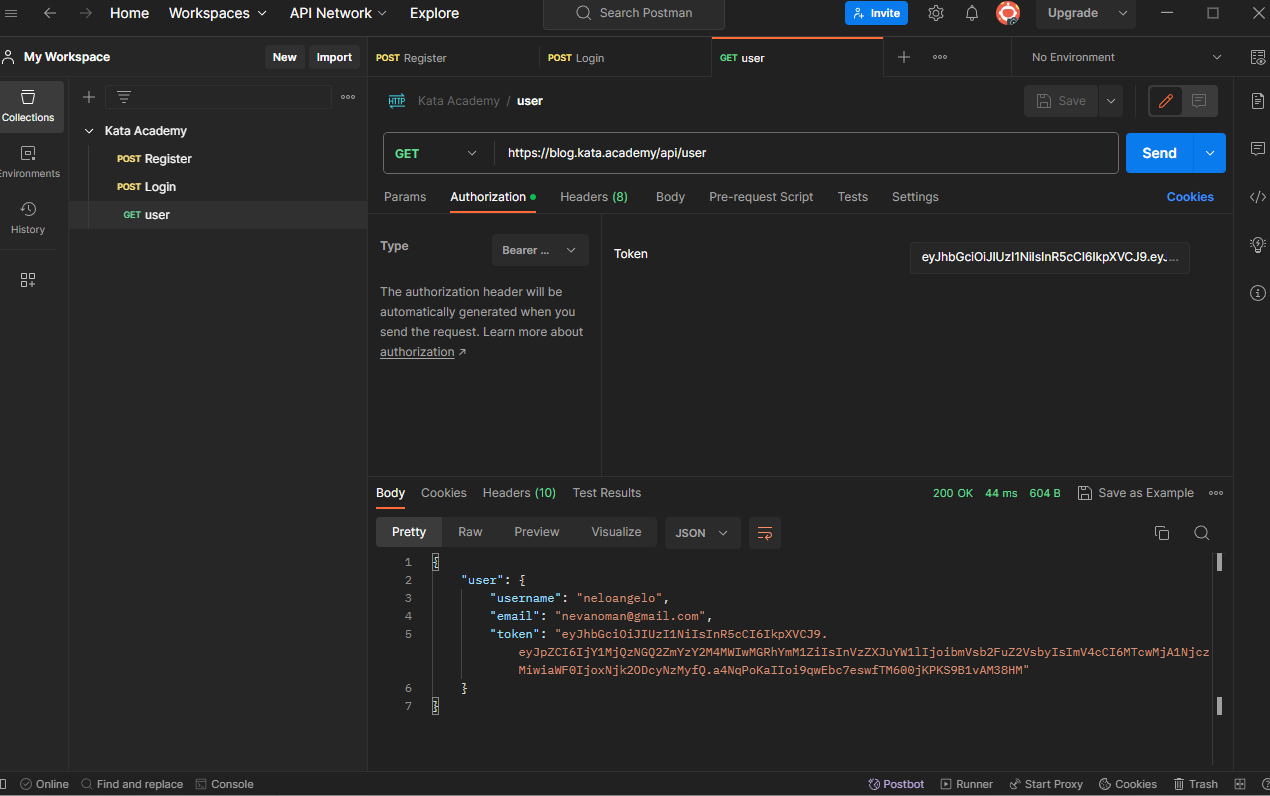 Home Workspaces API Network Explore Search Postman Invite Upgrade
My Workspace New Import POST Register POST Login GET user No Environment
Collections
Environments
History
Kata Academy
POST Register
POST Login
GET user
HTTP Kata Academy / user Save
GET https://blog.kata.academy/api/user Send
Params Authorization Headers (8) Body Pre-request Script Tests Settings Cookies
Type Bearer ...
The authorization header will be
automatically generated when you
send the request. Learn more about
authorization ↗
Token eyJhbGciOiJIUzI1NiIsInR5cCI6IkpXVCJ9.eyJ...
Body Cookies Headers (10) Test Results 200 OK 44 ms 604 B Save as Example
Pretty Raw Preview Visualize JSON
1 {
2 "user": {
3 "username": "neloangelo",
4 "email": "nevanoman@gmail.com",
5 "token": "eyJhbGciOiJIUzI1NiIsInR5cCI6IkpXVCJ9.
eyJpZCI6IjY1MjQzNGQ2ZmYzY2M4MWIwMGRhYmM1ZiIsInVzZXJuYW1lIjoibmVsb2FuZ2VsbyIsImV4cCI6MTcwMjA1Njcz
MiwiaWF0IjoxNjk2ODcyNzMyfQ.a4NqPoKaIIoi9qwEbc7eswfTM600jKPKS9B1vAM38HM"
6 }
7 }
Online Find and replace Console Postbot Runner Start Proxy Cookies Trash